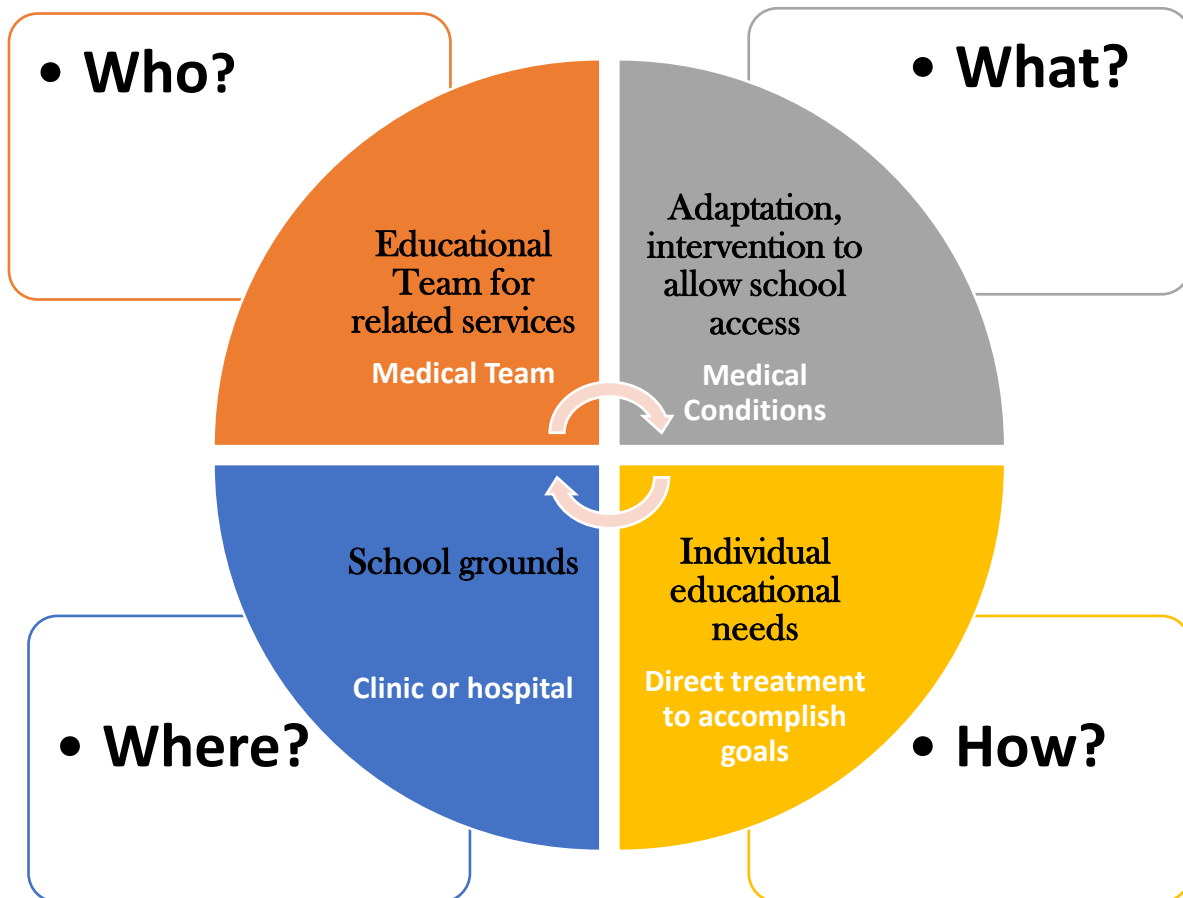 • Who?
Educational
Team for
related services
Medical Team
• What?
Adaptation,
intervention to
allow school
access
Medical
Conditions
School grounds
Clinic or hospital
• Where?
Individual
educational
needs
Direct treatment
to accomplish
goals
• How?